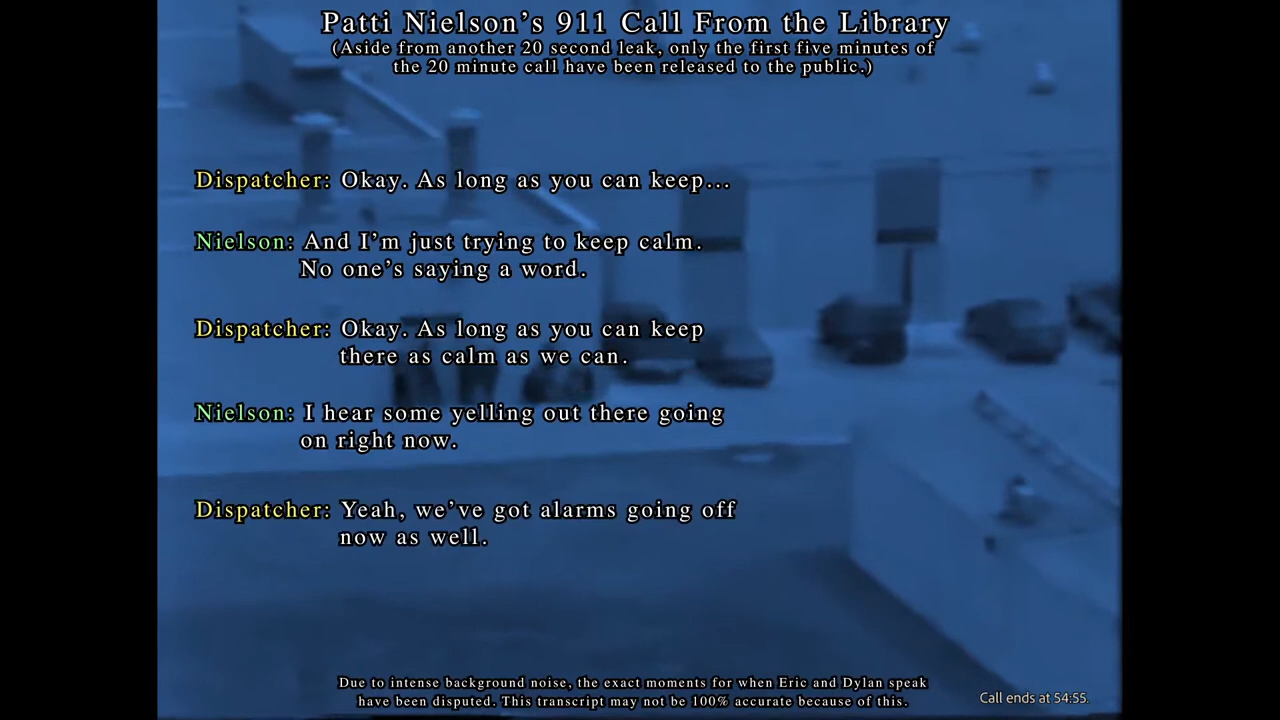 Patti Nielson's 911 Call From the Library
(Aside from another 20 second leak, only the first five minutes of
the 20 minute call have been released to the public.)
Dispatcher: Okay. As long as you can keep...
Nielson: And I'm just trying to keep calm.
No one's saying a word.
Dispatcher: Okay. As long as you can keep
there as calm as we can.
Nielson: I hear some yelling out there going
on right now.
Dispatcher: Yeah, we've got alarms going off
now as well.
Due to intense background noise, the exact moments for when Eric and Dylan speak
have been disputed. This transcript may not be 100% accurate because of this.
Call ends at 54:55.